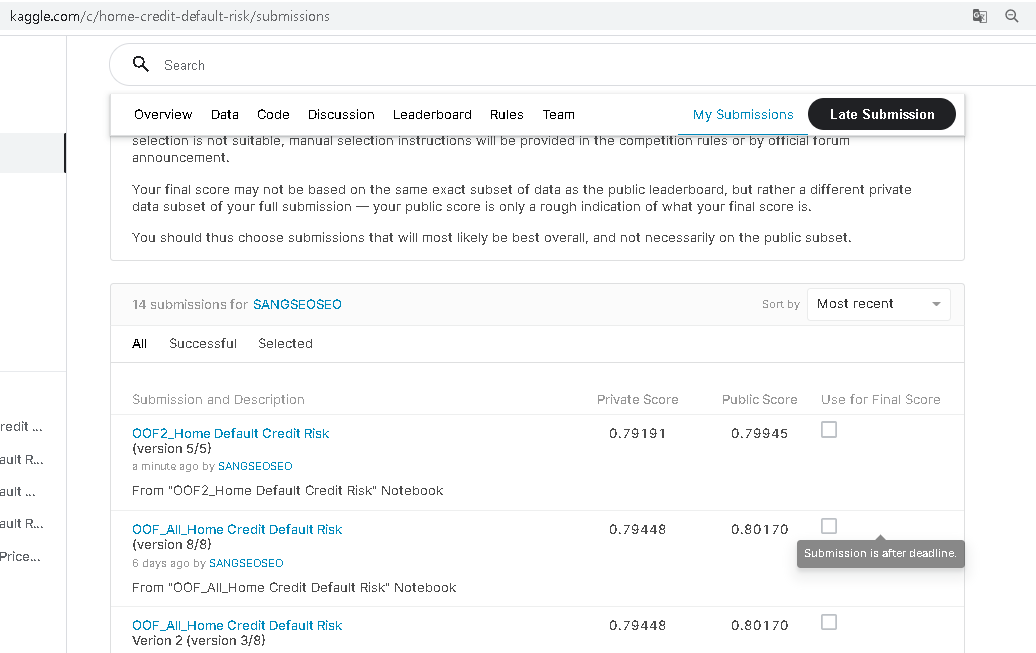 kaggle.com/c/home-credit-default-risk/submissions
Search
Overview Data Code Discussion Leaderboard Rules Team My Submissions Late Submission
selection is not suitable, manual selection instructions will be provided in the competition rules or by official forum
announcement.
Your final score may not be based on the same exact subset of data as the public leaderboard, but rather a different private
data subset of your full submission — your public score is only a rough indication of what your final score is.
You should thus choose submissions that will most likely be best overall, and not necessarily on the public subset.
14 submissions for SANGSEOSEO Sort by Most recent
All Successful Selected
Submission and Description Private Score Public Score Use for Final Score
OOF2_Home Default Credit Risk 0.79191 0.79945
(version 5/5)
a minute ago by SANGSEOSEO
From "OOF2_Home Default Credit Risk" Notebook
OOF_All_Home Credit Default Risk 0.79448 0.80170
(version 8/8)
Submission is after deadline.
6 days ago by SANGSEOSEO
From "OOF_All_Home Credit Default Risk" Notebook
OOF_All_Home Credit Default Risk 0.79448 0.80170
Verion 2 (version 3/8)
redit ...
ault R...
ault ...
ault R...
Price...